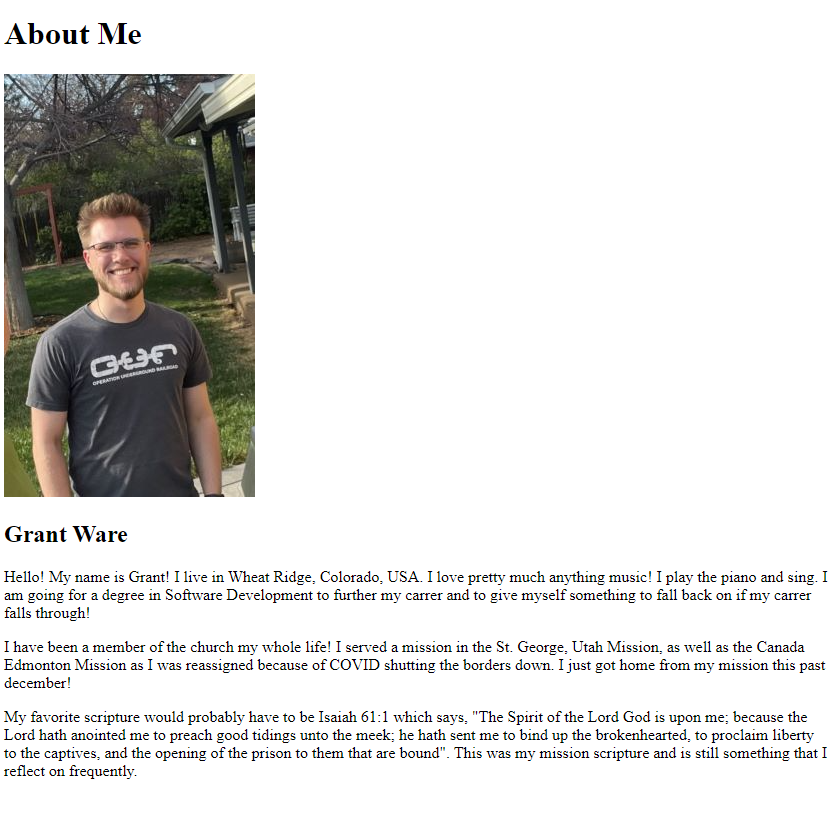 About Me
OUR
OPERATION UNDERGROUND RAILROAD
Grant Ware
Hello! My name is Grant! I live in Wheat Ridge, Colorado, USA. I love pretty much anything music! I play the piano and sing. I
am going for a degree in Software Development to further my carrer and to give myself something to fall back on if my carrer
falls through!
I have been a member of the church my whole life! I served a mission in the St. George, Utah Mission, as well as the Canada
Edmonton Mission as I was reassigned because of COVID shutting the borders down. I just got home from my mission this past
december!
My favorite scripture would probably have to be Isaiah 61:1 which says, "The Spirit of the Lord God is upon me; because the
Lord hath anointed me to preach good tidings unto the meek; he hath sent me to bind up the brokenhearted, to proclaim liberty
to the captives, and the opening of the prison to them that are bound". This was my mission scripture and is still something that I
reflect on frequently.